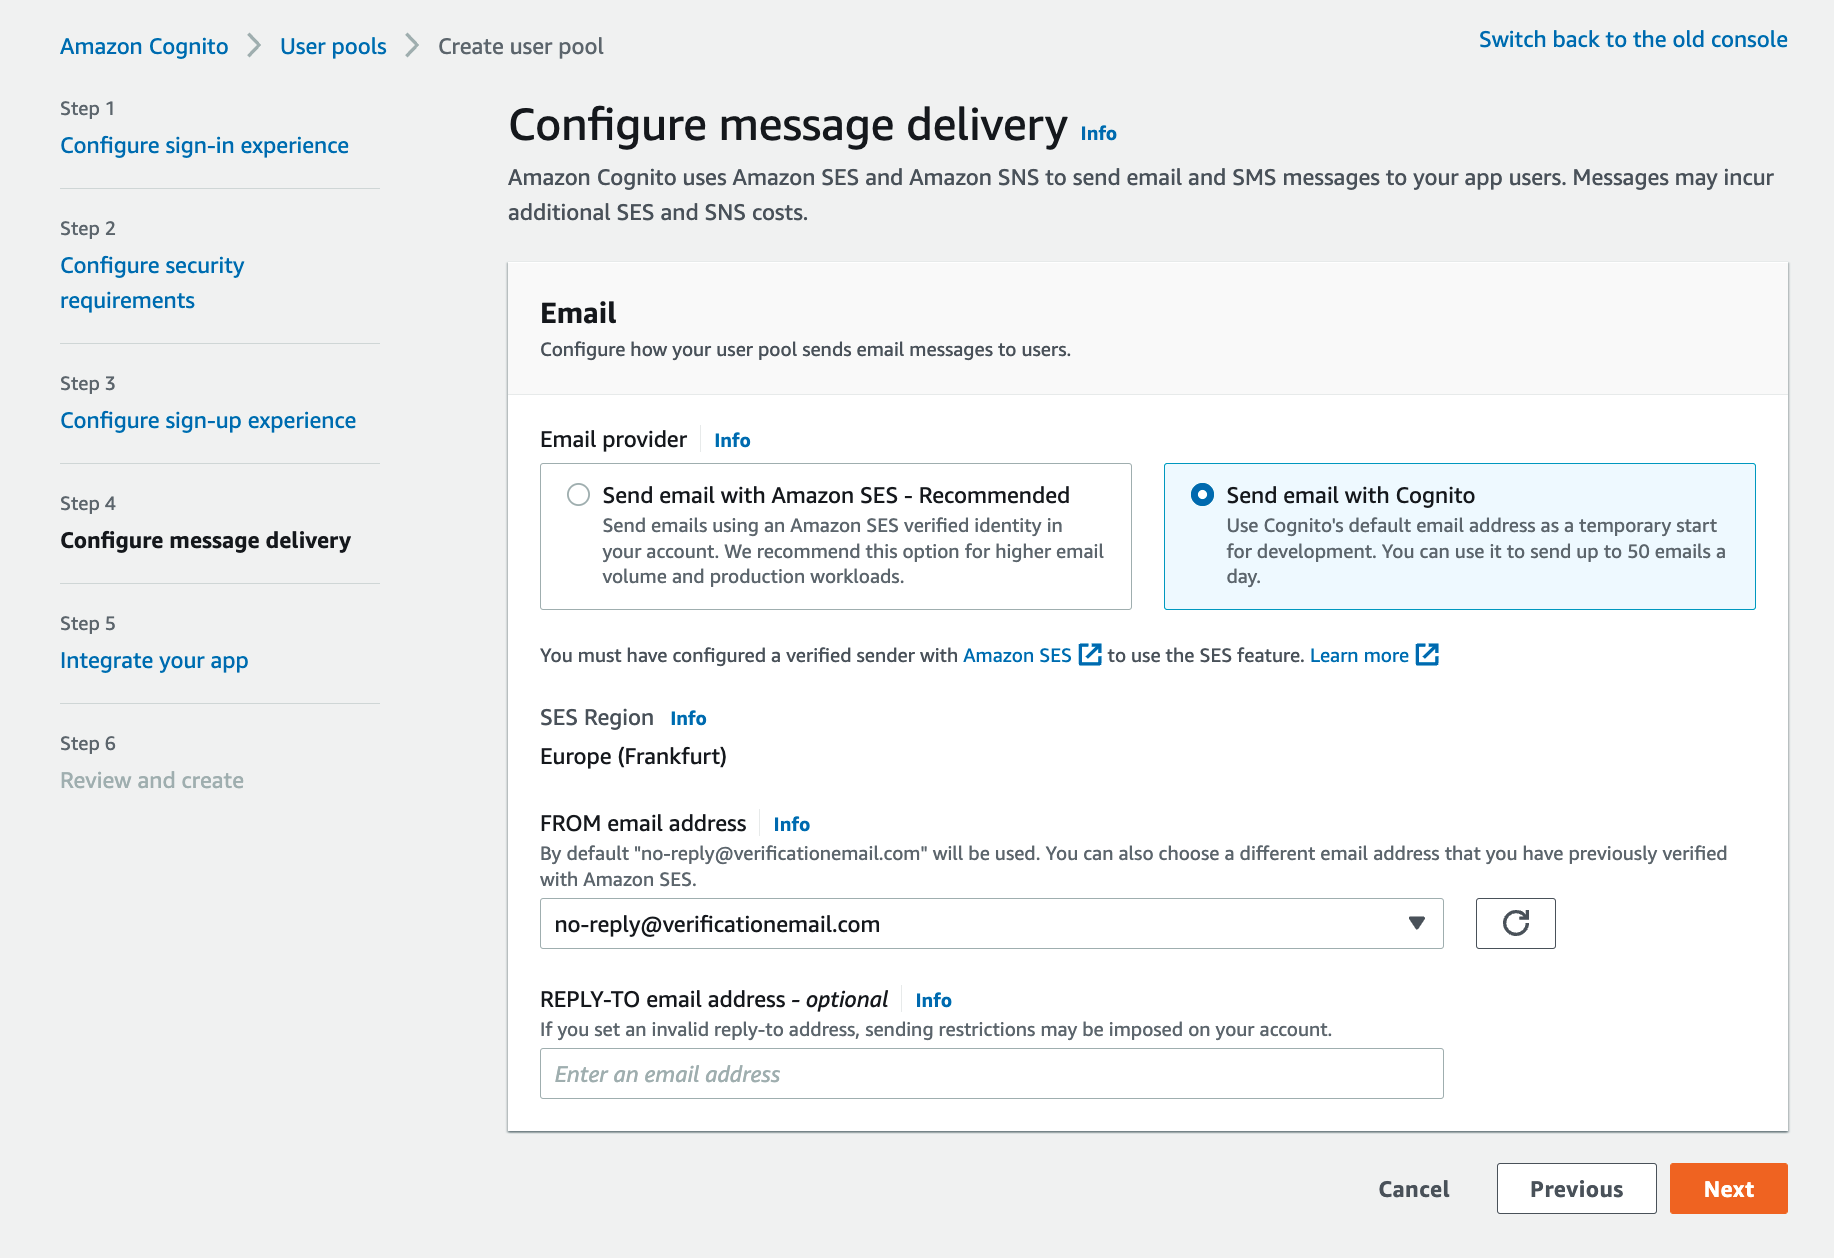 Amazon Cognito > User pools > Create user pool
Switch back to the old console
Step 1
Configure sign-in experience
Step 2
Configure security
requirements
Step 3
Configure sign-up experience
Step 4
Configure message delivery
Step 5
Integrate your app
Step 6
Review and create
Configure message delivery Info
Amazon Cognito uses Amazon SES and Amazon SNS to send email and SMS messages to your app users. Messages may incur
additional SES and SNS costs.
Email
Configure how your user pool sends email messages to users.
Email provider Info
Send email with Amazon SES - Recommended
Send emails using an Amazon SES verified identity in
your account. We recommend this option for higher email
volume and production workloads.
Send email with Cognito
Use Cognito's default email address as a temporary start
for development. You can use it to send up to 50 emails a
day.
You must have configured a verified sender with Amazon SES to use the SES feature. Learn more
SES Region Info
Europe (Frankfurt)
FROM email address Info
By default "no-reply@verificationemail.com" will be used. You can also choose a different email address that you have previously verified
with Amazon SES.
no-reply@verificationemail.com
REPLY-TO email address - optional Info
If you set an invalid reply-to address, sending restrictions may be imposed on your account.
Enter an email address
Cancel
Previous
Next